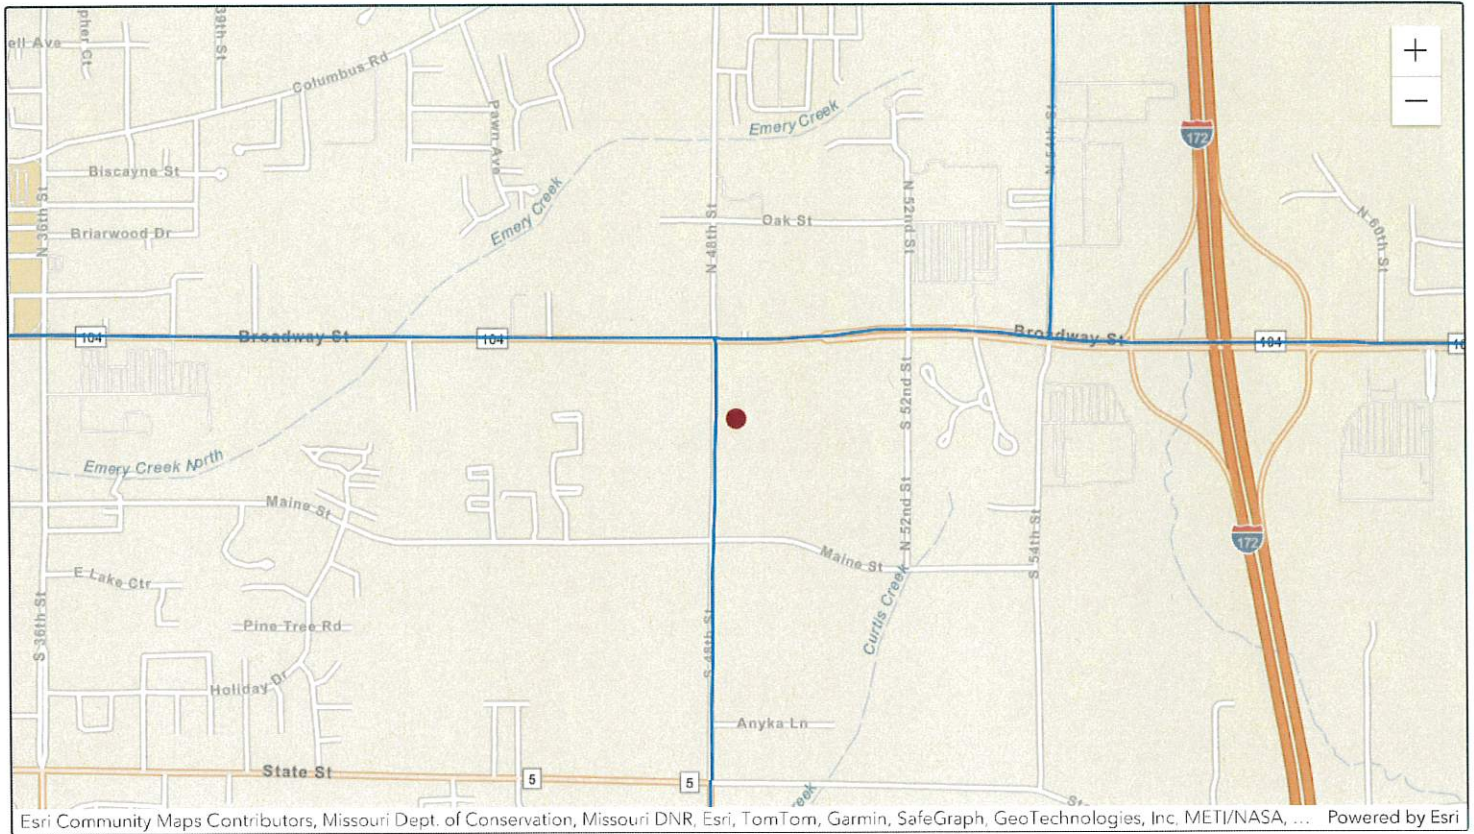 ell Ave
pher Ct
39th St
Columbus Rd
Pawn Ave
Emery Creek
N 54th St
172
+
−
Biscayne St
N 36th St
Briarwood Dr
Emery Creek
N 48th St
Oak St
N 52nd St
N 60th St
104
Broadway St
104
Broadway St
104
10
S 52nd St
Emery Creek North
Maine St
N 52nd St
S 54th St
172
Maine St
E Lake Ctr
Curtis Creek
S 36th St
Pine Tree Rd
S 48th St
Holiday Dr
Anyka Ln
State St
5
5
reek
Esri Community Maps Contributors, Missouri Dept. of Conservation, Missouri DNR, Esri, TomTom, Garmin, SafeGraph, GeoTechnologies, Inc, METI/NASA, ... Powered by Esri